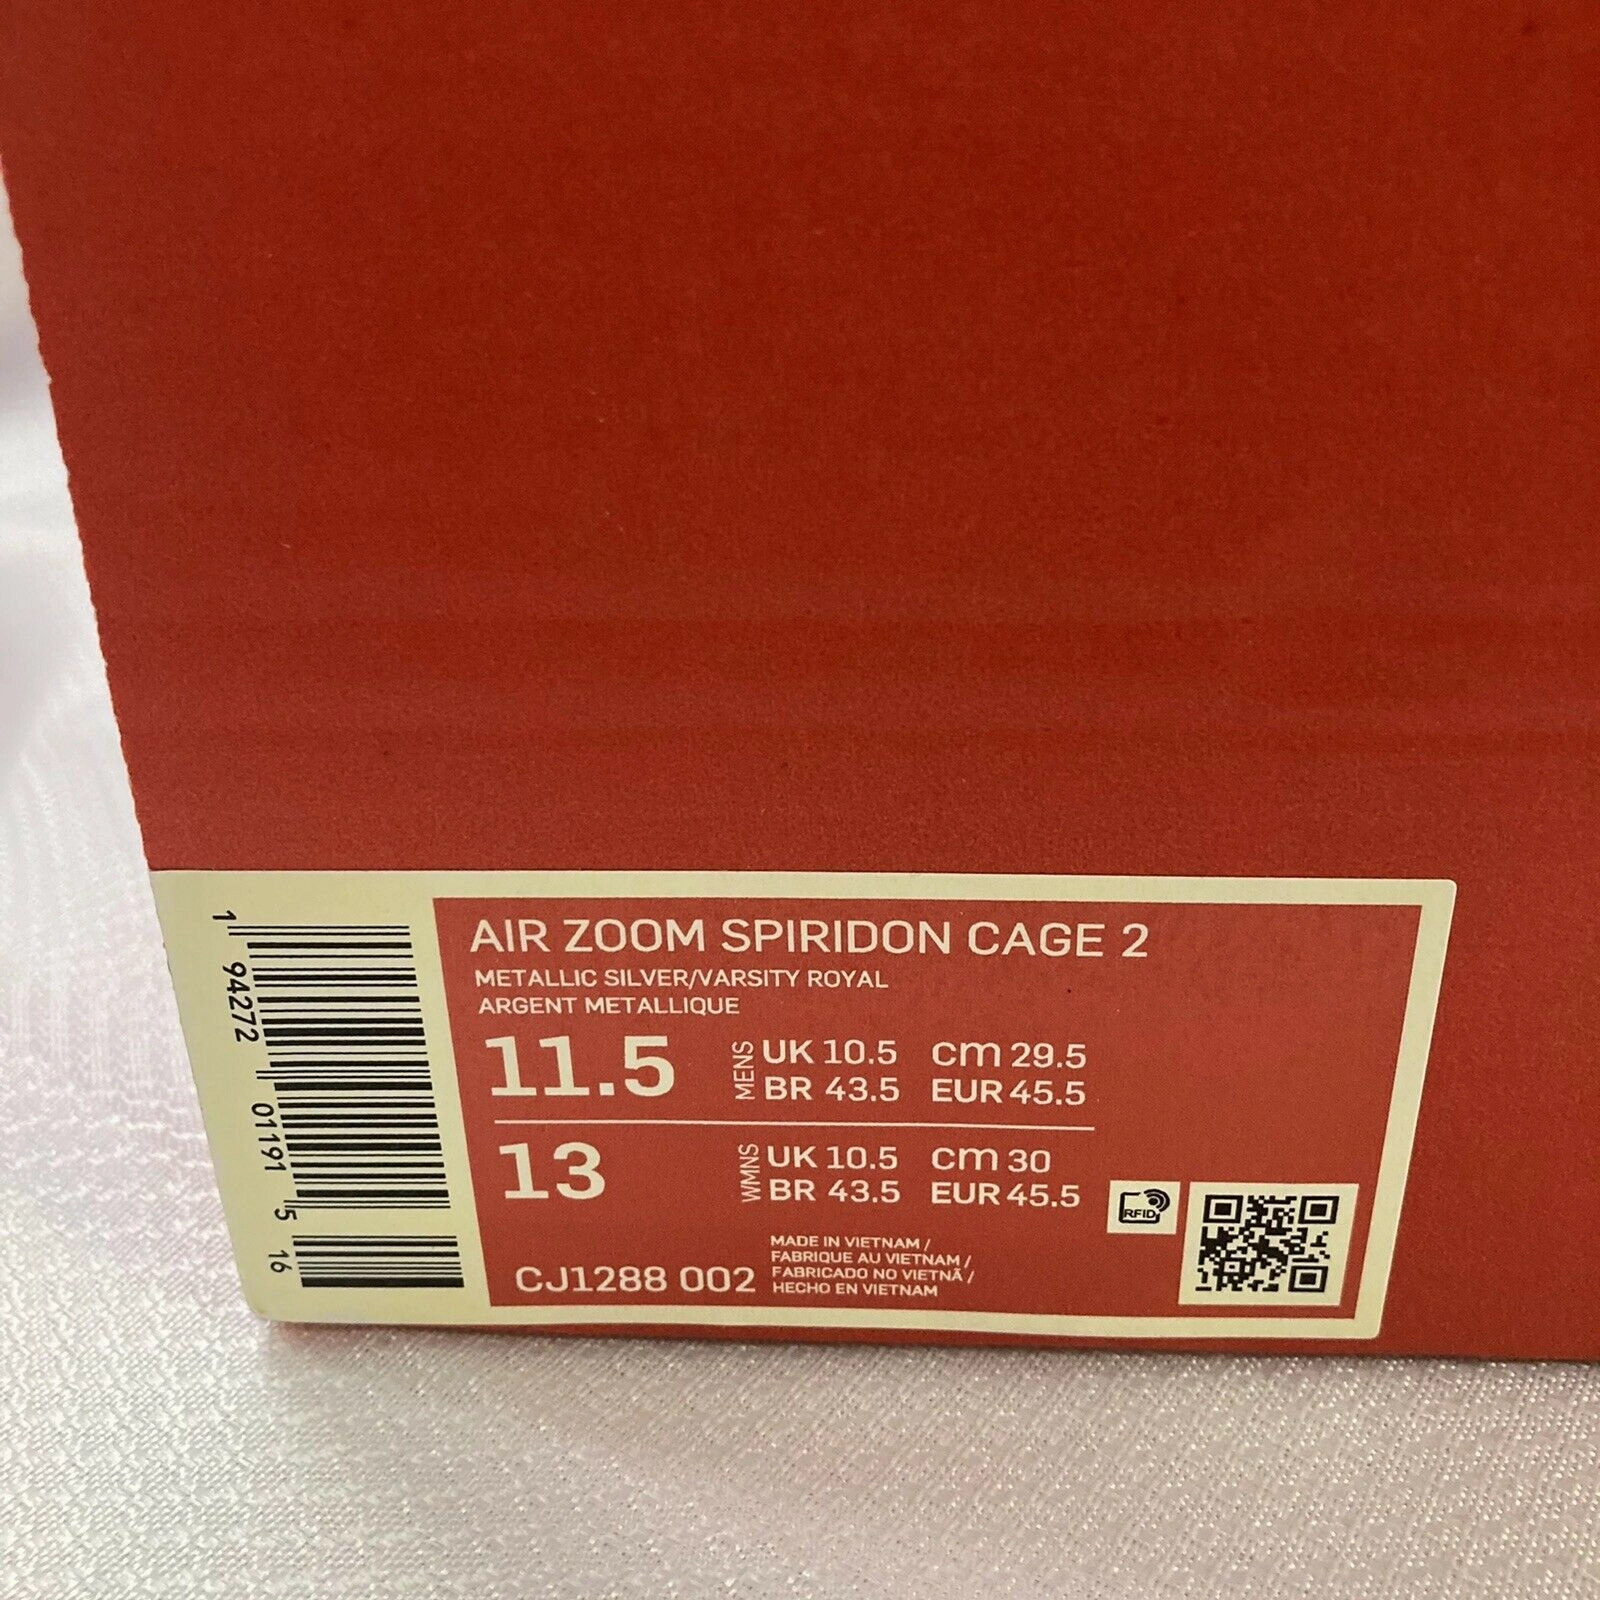 AIR ZOOM SPIRIDON CAGE 2
METALLIC SILVER/VARSITY ROYAL
ARGENT METALLIQUE
11.5 MENS UK 10.5 cm 29.5
BR 43.5 EUR 45.5
13 WMNS UK 10.5 cm 30
BR 43.5 EUR 45.5
CJ1288 002
MADE IN VIETNAM /
FABRIQUE AU VIETNAM /
FABRICADO NO VIETNÃ /
HECHO EN VIETNAM
RFID
1 94272 01191 5 16